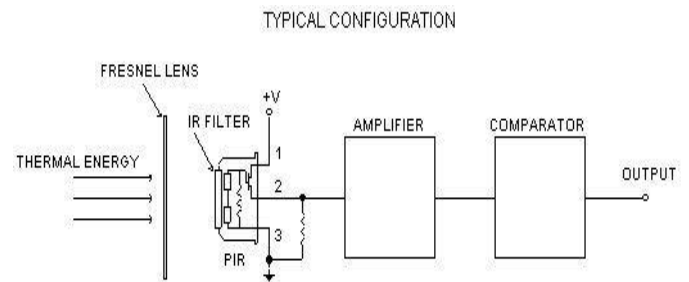 TYPICAL CONFIGURATION
FRESNEL LENS
+V
IR FILTER
AMPLIFIER
COMPARATOR
1
THERMAL ENERGY
2
OUTPUT
3
PIR